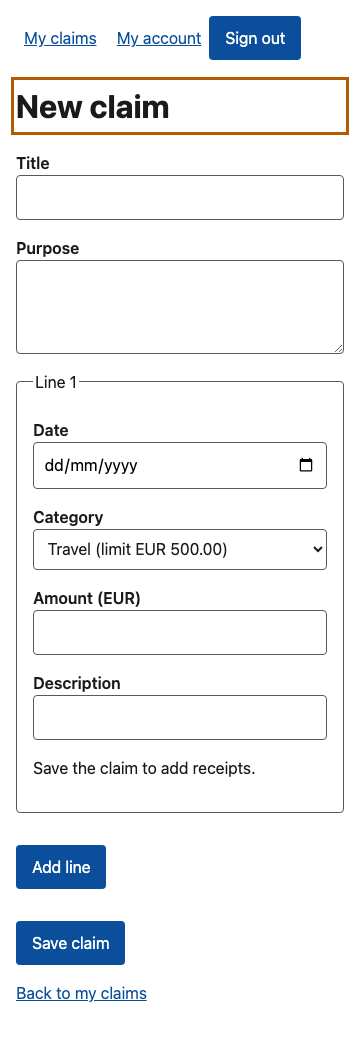 My claims My account Sign out
New claim
Title
Purpose
Line 1
Date
dd/mm/yyyy
Category
Travel (limit EUR 500.00)
Amount (EUR)
Description
Save the claim to add receipts.
Add line
Save claim
Back to my claims